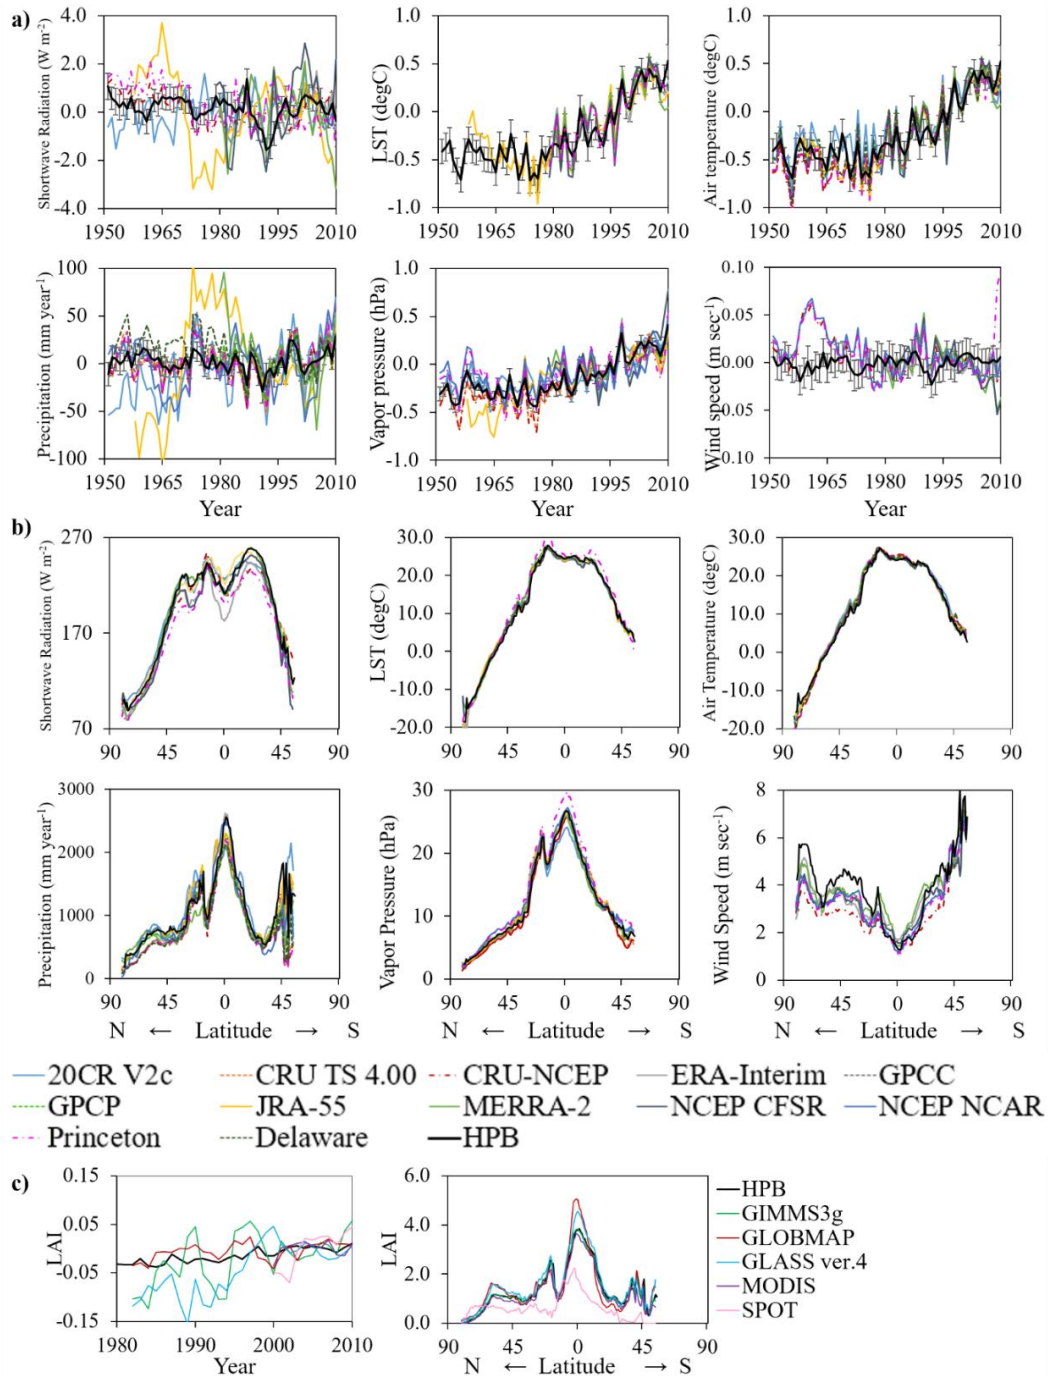 a)
Shortwave Radiation (W m-2)
4.0
2.0
0.0
-2.0
-4.0
1950 1965 1980 1995 2010
LST (degC)
1.0
0.5
0.0
-0.5
-1.0
1950 1965 1980 1995 2010
Air temperature (degC)
1.0
0.5
0.0
-0.5
-1.0
1950 1965 1980 1995 2010
Precipitation (mm year-1)
100
50
0
-50
-100
1950 1965 1980 1995 2010
Year
Vapor pressure (hPa)
1.0
0.5
0.0
-0.5
-1.0
1950 1965 1980 1995 2010
Year
Wind speed (m sec-1)
0.10
0.05
0.00
0.05
0.10
1950 1965 1980 1995 2010
Year
b)
Shortwave Radiation (W m-2)
270
170
70
90 45 0 45 90
LST (degC)
30.0
20.0
10.0
0.0
-10.0
-20.0
90 45 0 45 90
Air Temperature (degC)
30.0
20.0
10.0
0.0
-10.0
-20.0
90 45 0 45 90
Precipitation (mm year-1)
3000
2000
1000
0
90 45 0 45 90
N ← Latitude → S
Vapor Pressure (hPa)
30
20
10
0
90 45 0 45 90
N ← Latitude → S
Wind Speed (m sec-1)
8
6
4
2
0
90 45 0 45 90
N ← Latitude → S
20CR V2c CRU TS 4.00 CRU-NCEP ERA-Interim GPCC
GPCP JRA-55 MERRA-2 NCEP CFSR NCEP NCAR
Princeton Delaware HPB
c)
LAI
0.15
0.05
-0.05
-0.15
1980 1990 2000 2010
Year
LAI
6.0
4.0
2.0
0.0
90 45 0 45 90
N ← Latitude → S
HPB
GIMMS3g
GLOBMAP
GLASS ver.4
MODIS
SPOT